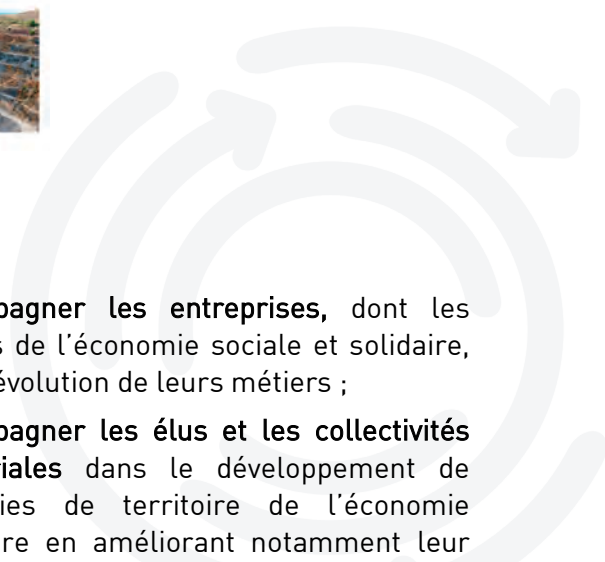 pagner les entreprises, dont les
s de l'économie sociale et solidaire,
évolution de leurs métiers ;
pagner les élus et les collectivités
riales dans le développement de
ies de territoire de l'économie
re en améliorant notamment leur